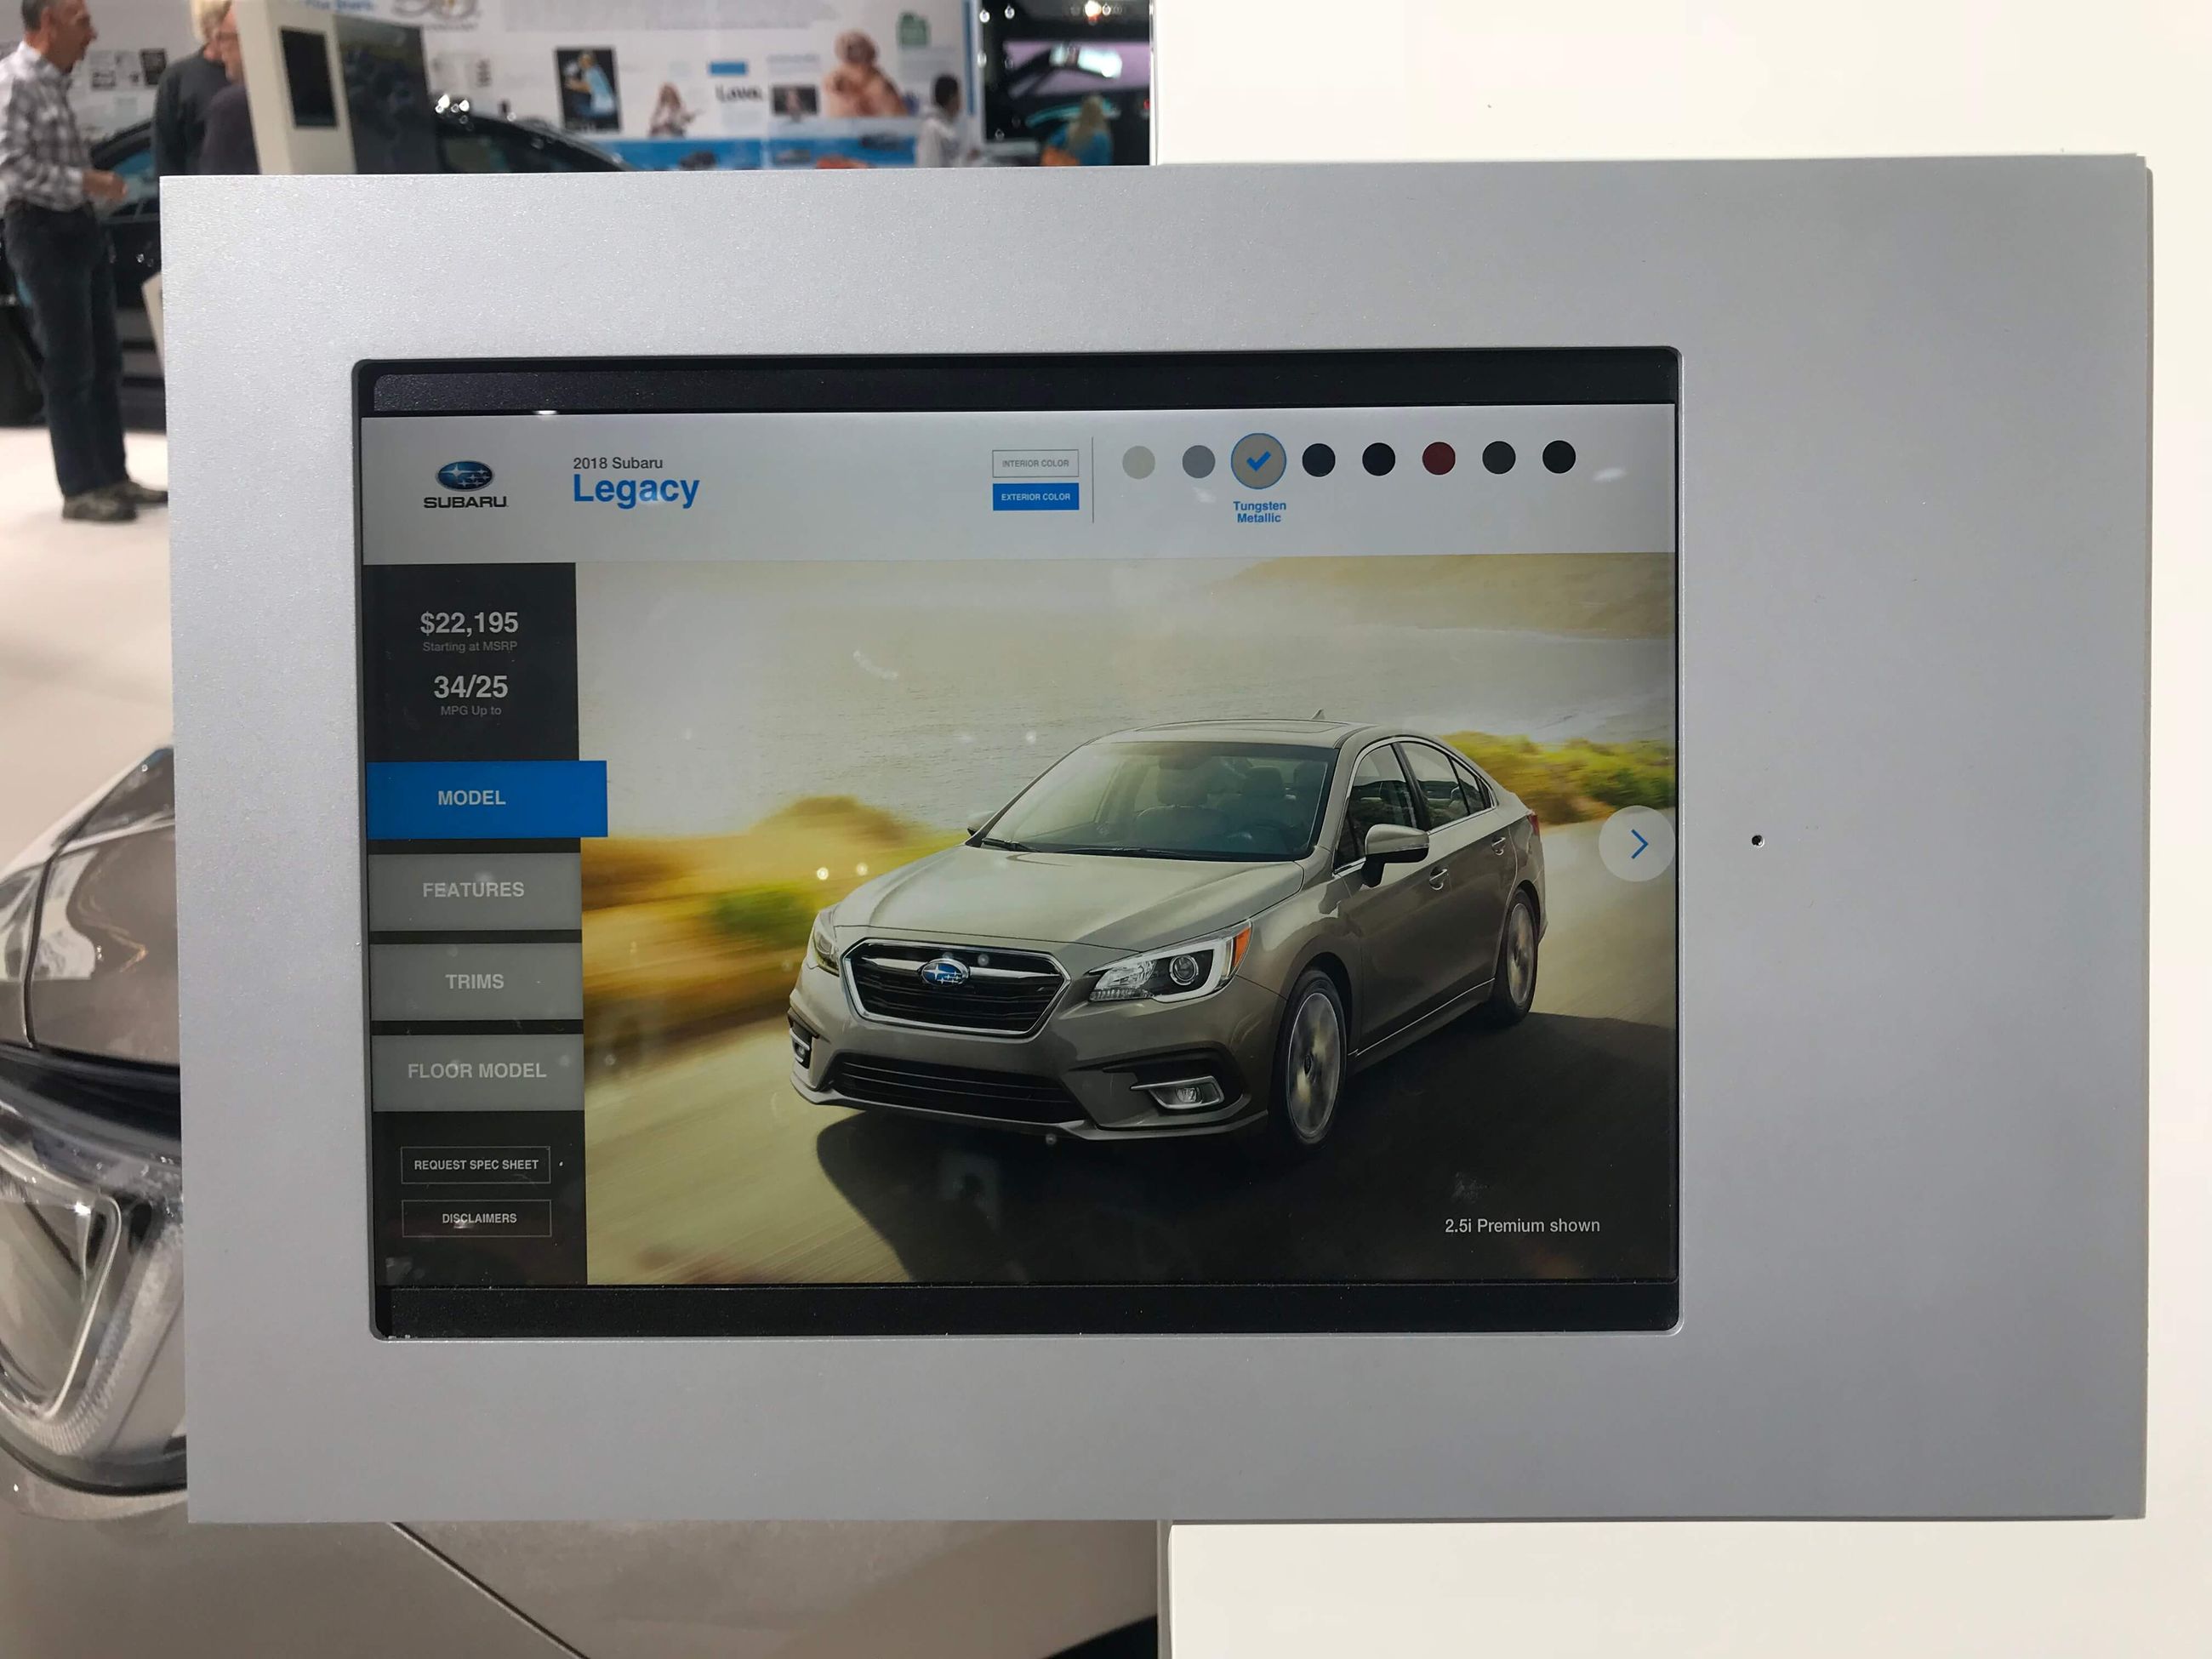 Love.
SUBARU
2018 Subaru
Legacy
INTERIOR COLOR
EXTERIOR COLOR
Tungsten
Metallic
$22,195
Starting at MSRP
34/25
MPG Up to
MODEL
FEATURES
TRIMS
FLOOR MODEL
REQUEST SPEC SHEET
DISCLAIMERS
2.5i Premium shown